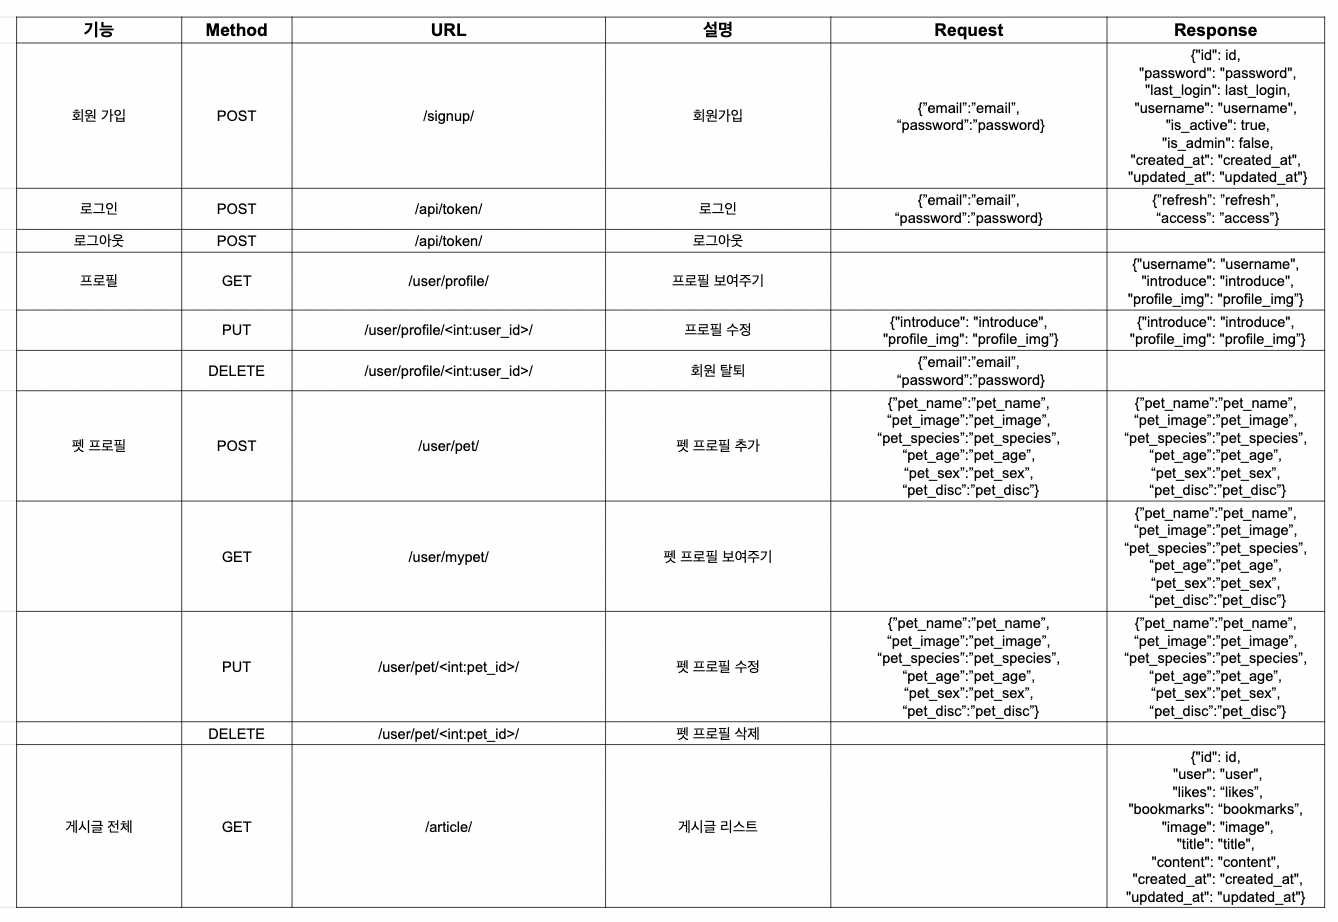 기능 Method URL 설명 Request Response
회원 가입 POST /signup/ 회원가입
{”email”:”email”,
“password”:”password}
{"id": id,
"password": "password",
"last_login": last_login,
"username": "username",
"is_active": true,
"is_admin": false,
"created_at": "created_at",
"updated_at": "updated_at"}
로그인 POST /api/token/ 로그인
{”email”:”email”,
“password”:”password}
{”refresh”: ”refresh”,
“access”: ”access”}
로그아웃 POST /api/token/ 로그아웃
프로필 GET /user/profile/ 프로필 보여주기
{"username": "username",
"introduce": "introduce",
"profile_img": "profile_img”}
PUT /user/profile/<int:user_id>/ 프로필 수정
{"introduce": "introduce",
"profile_img": "profile_img”}
{"introduce": "introduce",
"profile_img": "profile_img”}
DELETE /user/profile/<int:user_id>/ 회원 탈퇴
{”email”:”email”,
“password”:”password}
펫 프로필 POST /user/pet/ 펫 프로필 추가
{”pet_name”:”pet_name”,
“pet_image”:”pet_image”,
“pet_species”:”pet_species”,
“pet_age”:”pet_age”,
“pet_sex”:”pet_sex”,
“pet_disc”:”pet_disc”}
{”pet_name”:”pet_name”,
“pet_image”:”pet_image”,
“pet_species”:”pet_species”,
“pet_age”:”pet_age”,
“pet_sex”:”pet_sex”,
“pet_disc”:”pet_disc”}
GET /user/mypet/ 펫 프로필 보여주기
{”pet_name”:”pet_name”,
“pet_image”:”pet_image”,
“pet_species”:”pet_species”,
“pet_age”:”pet_age”,
“pet_sex”:”pet_sex”,
“pet_disc”:”pet_disc”}
PUT /user/pet/<int:pet_id>/ 펫 프로필 수정
{”pet_name”:”pet_name”,
“pet_image”:”pet_image”,
“pet_species”:”pet_species”,
“pet_age”:”pet_age”,
“pet_sex”:”pet_sex”,
“pet_disc”:”pet_disc”}
{”pet_name”:”pet_name”,
“pet_image”:”pet_image”,
“pet_species”:”pet_species”,
“pet_age”:”pet_age”,
“pet_sex”:”pet_sex”,
“pet_disc”:”pet_disc”}
DELETE /user/pet/<int:pet_id>/ 펫 프로필 삭제
게시글 전체 GET /article/ 게시글 리스트
{"id": id,
"user": "user",
"likes": “likes”,
"bookmarks": “bookmarks”,
"image": "image",
"title": "title",
"content": "content",
"created_at": "created_at",
"updated_at": "updated_at"}